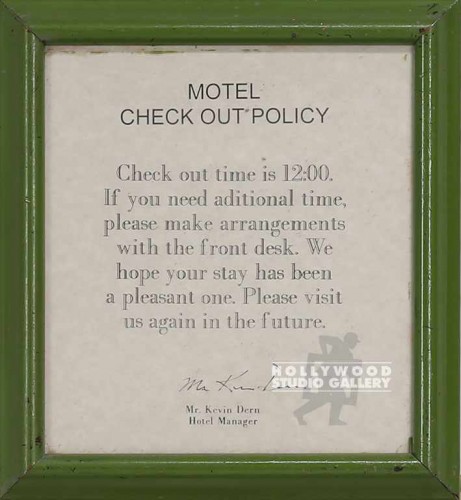 MOTEL
CHECK OUT POLICY
Check out time is 12:00.
If you need aditional time,
please make arrangements
with the front desk. We
hope your stay has been
a pleasant one. Please visit
us again in the future.
HOLLYWOOD
STUDIO GALLERY
Mr. Kevin Dern
Hotel Manager